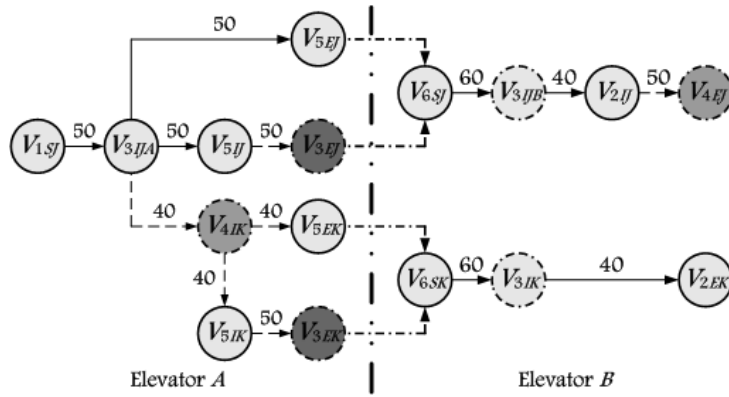 50
V5EJ
V6SJ
60
V3IJB
40
V2IJ
50
V4EJ
V1SJ
50
V3IJA
50
V5IJ
50
V3EJ
40
V4IK
40
V5EK
40
V6SK
60
V3IK
40
V2EK
V5IK
50
V3EK
Elevator A
Elevator B